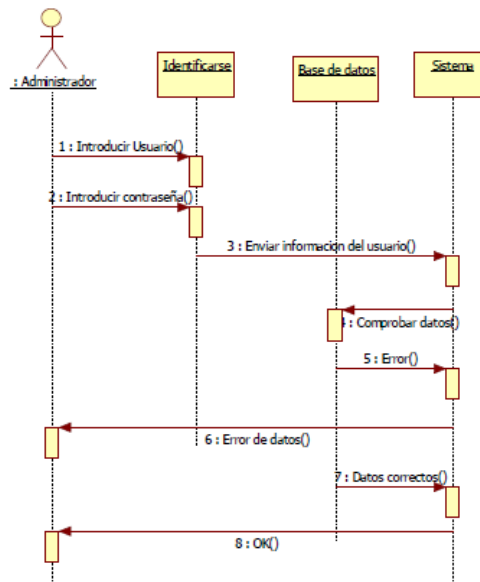 : Administrador
Identificarse
Base de datos
Sistema
1 : Introducir Usuario()
2 : Introducir contraseña()
3 : Enviar informacion del usuario()
4 : Comprobar datos()
5 : Error()
6 : Error de datos()
7 : Datos correctos()
8 : OK()